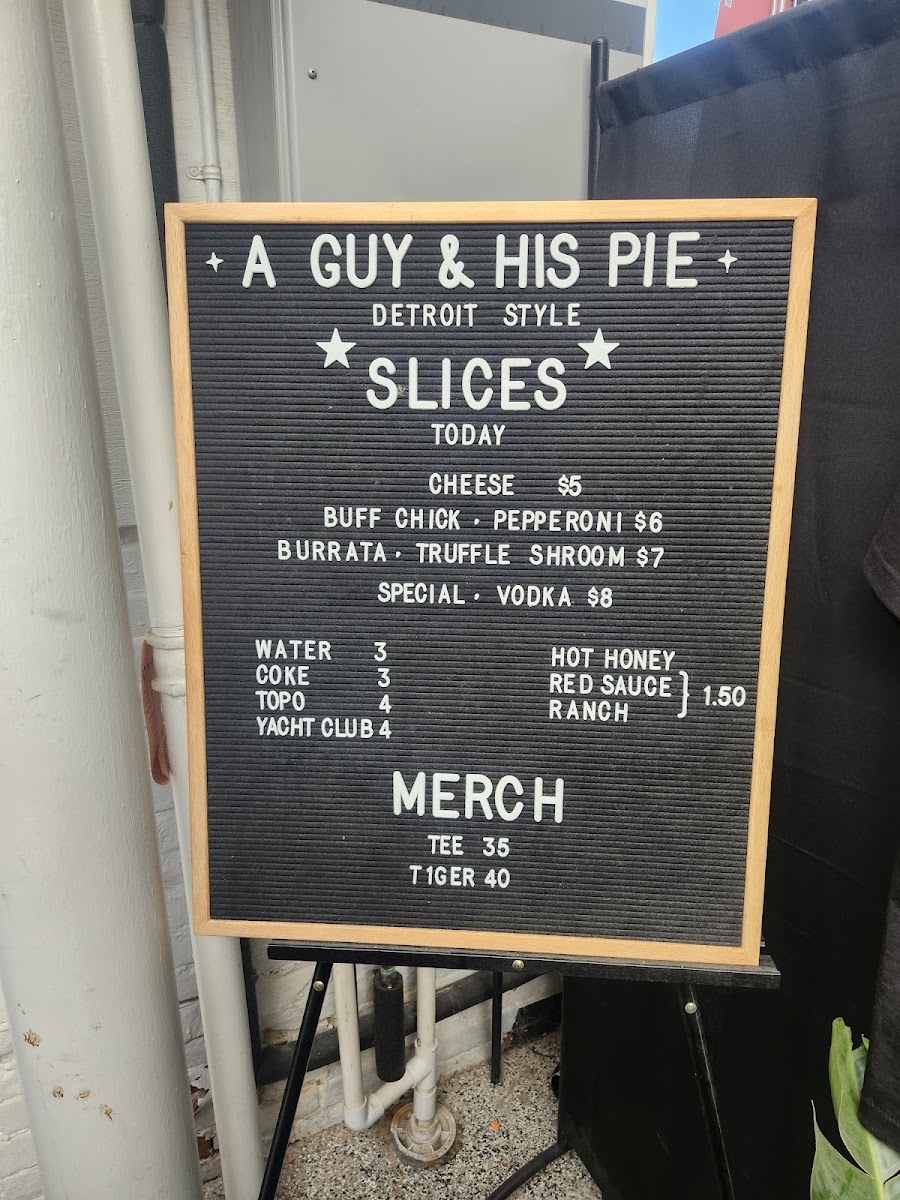 A GUY & HIS PIE
DETROIT STYLE
SLICES
TODAY
CHEESE $5
BUFF CHICK · PEPPERONI $6
BURRATA · TRUFFLE SHROOM $7
SPECIAL · VODKA $8
WATER 3
COKE 3
TOPO 4
YACHT CLUB 4
HOT HONEY
RED SAUCE } 1.50
RANCH
MERCH
TEE 35
T1GER 40